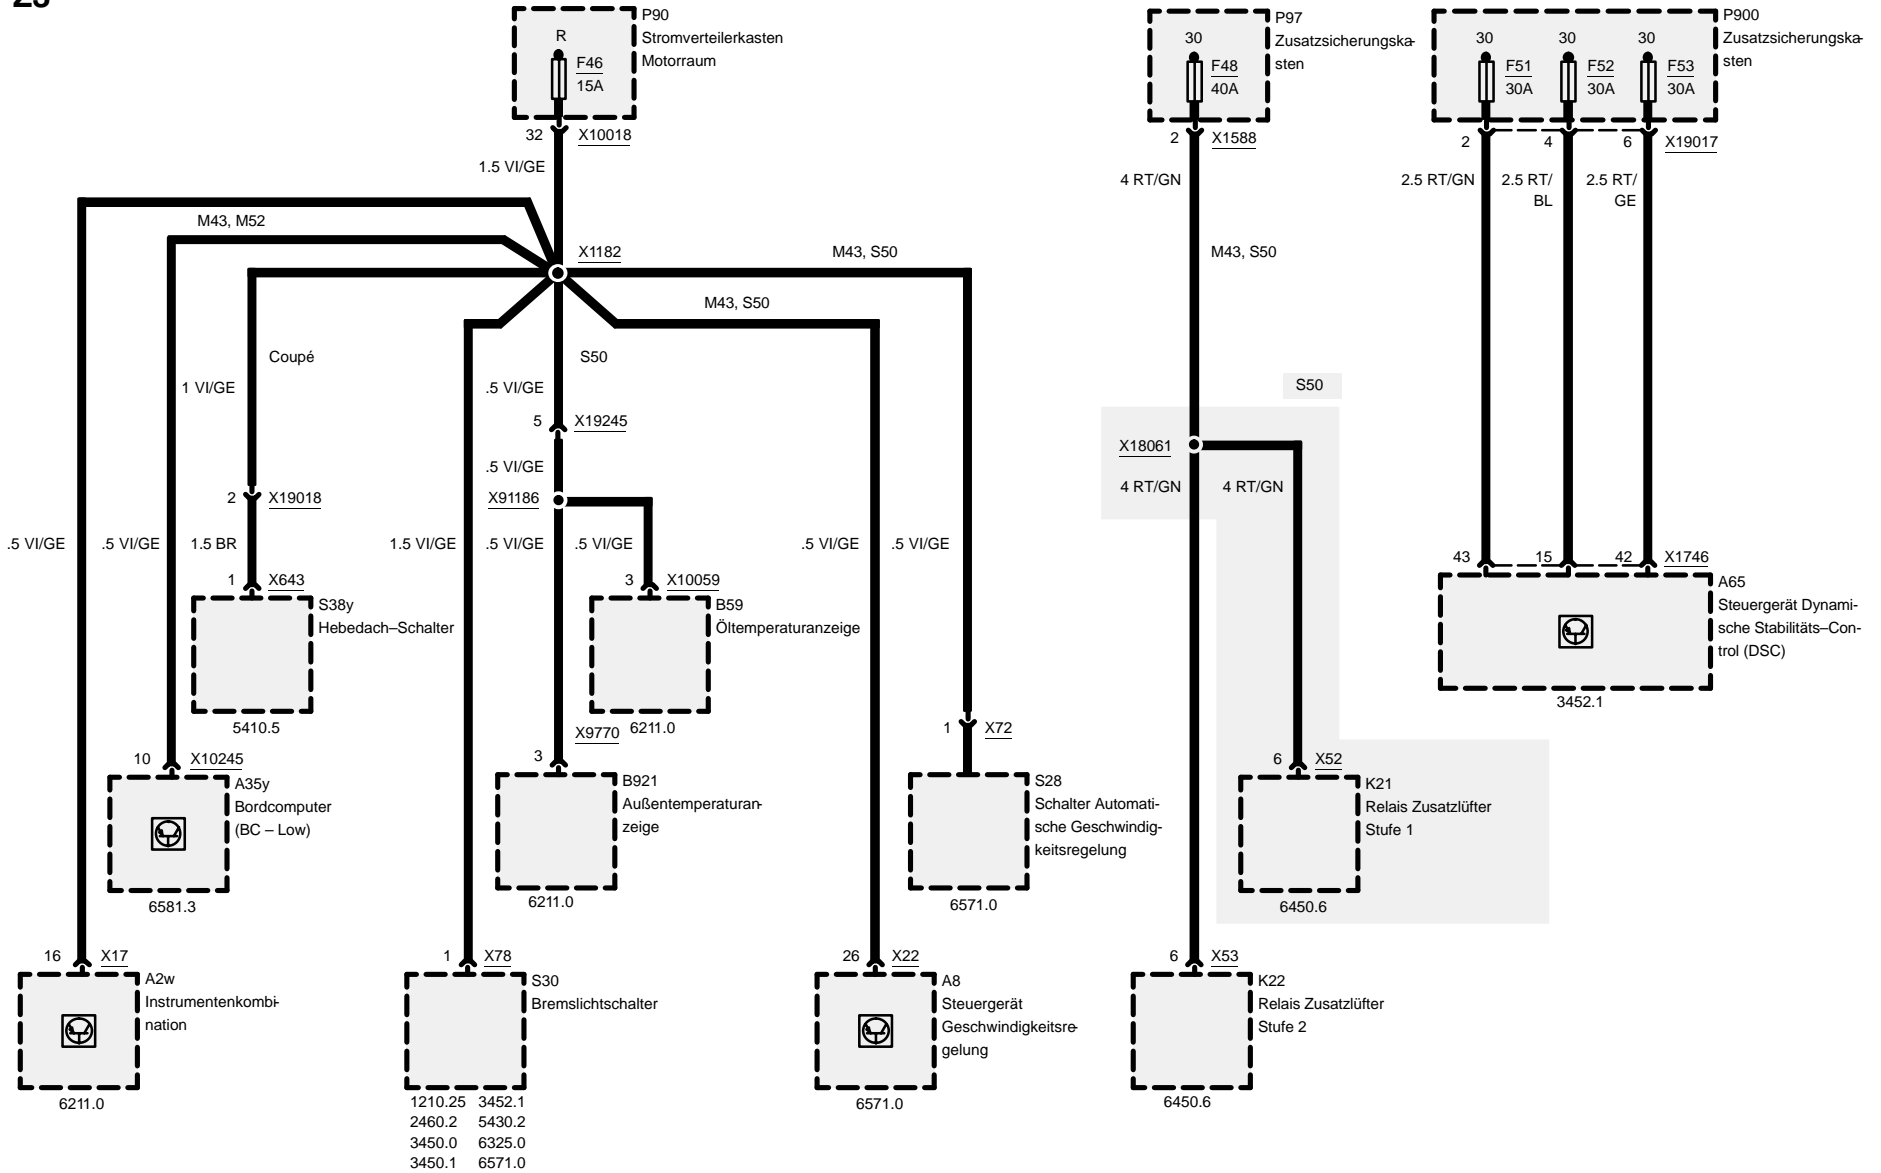 P90
Stromverteilerkasten
Motorraum
R
F46
15A
32
X10018
1.5 VI/GE
P97
Zusatzsicherungska-
sten
30
F48
40A
2
X1588
4 RT/GN
P900
Zusatzsicherungska-
sten
30
30
30
F51
30A
F52
30A
F53
30A
2
4
6
X19017
2.5 RT/GN
2.5 RT/
BL
2.5 RT/
GE
M43, M52
X1182
M43, S50
M43, S50
M43, S50
Coupé
S50
1 VI/GE
.5 VI/GE
S50
5
X19245
X18061
.5 VI/GE
4 RT/GN
4 RT/GN
2
X19018
X91186
.5 VI/GE
.5 VI/GE
1.5 BR
1.5 VI/GE
.5 VI/GE
.5 VI/GE
.5 VI/GE
.5 VI/GE
43
15
42
X1746
1
X643
3
X10059
A65
Steuergerät Dynami-
sche Stabilitäts–Con-
trol (DSC)
3452.1
S38y
Hebedach–Schalter
5410.5
B59
Öltemperaturanzeige
6211.0
X9770
3
1
X72
10
X10245
6
X52
A35y
Bordcomputer
(BC – Low)
6581.3
B921
Außentemperaturan-
zeige
6211.0
S28
Schalter Automati-
sche Geschwindig-
keitsregelung
6571.0
K21
Relais Zusatzlüfter
Stufe 1
6450.6
16
X17
1
X78
26
X22
6
X53
A2w
Instrumentenkombi-
nation
6211.0
S30
Bremslichtschalter
1210.25 3452.1
2460.2 5430.2
3450.0 6325.0
3450.1 6571.0
A8
Steuergerät
Geschwindigkeitsre-
gelung
6571.0
K22
Relais Zusatzlüfter
Stufe 2
6450.6